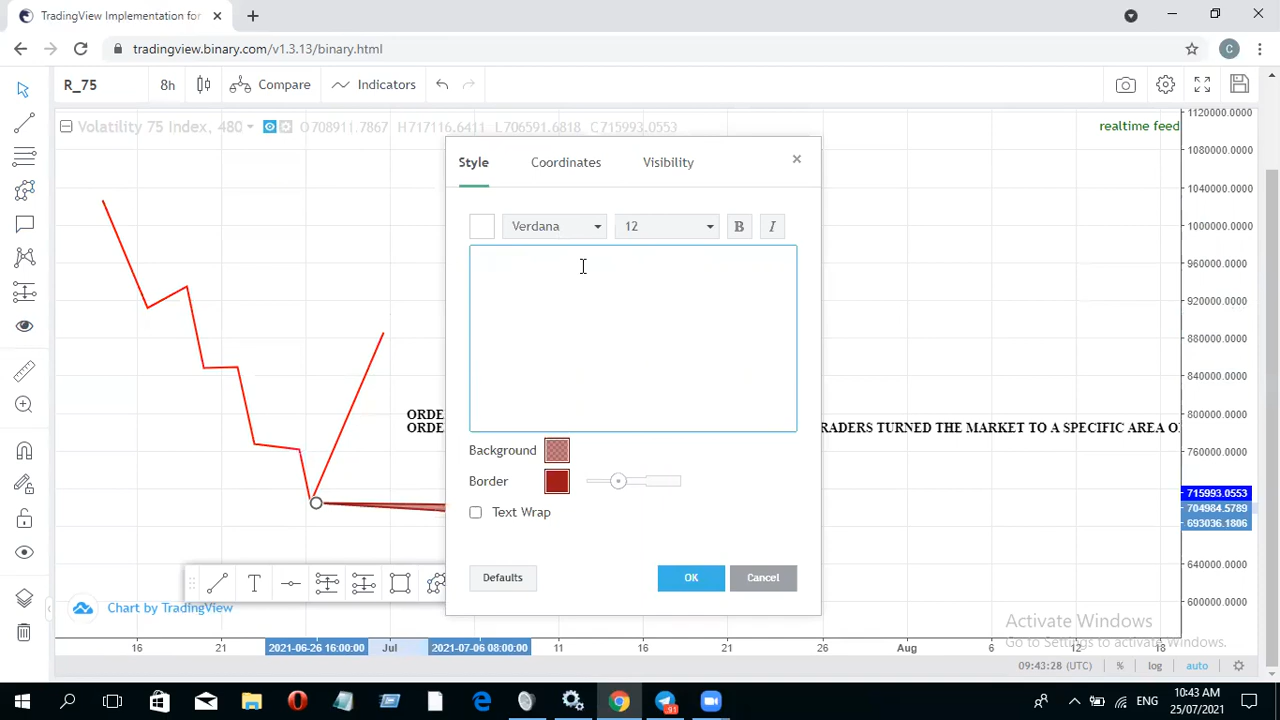 TradingView Implementation for
tradingview.binary.com/v1.3.13/binary.html
C
R_75
8h
Compare
Indicators
Volatility 75 Index, 480
O708911.7867 H717116.6411 L706591.6818 C715993.0553
realtime feed
1120000.0000
1080000.0000
1040000.0000
1000000.0000
960000.0000
920000.0000
880000.0000
840000.0000
800000.0000
760000.0000
715993.0553
704984.5789
693036.1806
640000.0000
600000.0000
Style
Coordinates
Visibility
Verdana
12
B
I
ORDE
ORDE
RADERS TURNED THE MARKET TO A SPECIFIC AREA O
Background
Border
Text Wrap
Defaults
OK
Cancel
T
Chart by TradingView
Activate Windows
Go to Settings to activate Windows.
16
21
2021-06-26 16:00:00
Jul
2021-07-06 08:00:00
11
16
21
26
Aug
6
12
18
09:43:28 (UTC)
%
log
auto
91
ENG
10:43 AM
25/07/2021